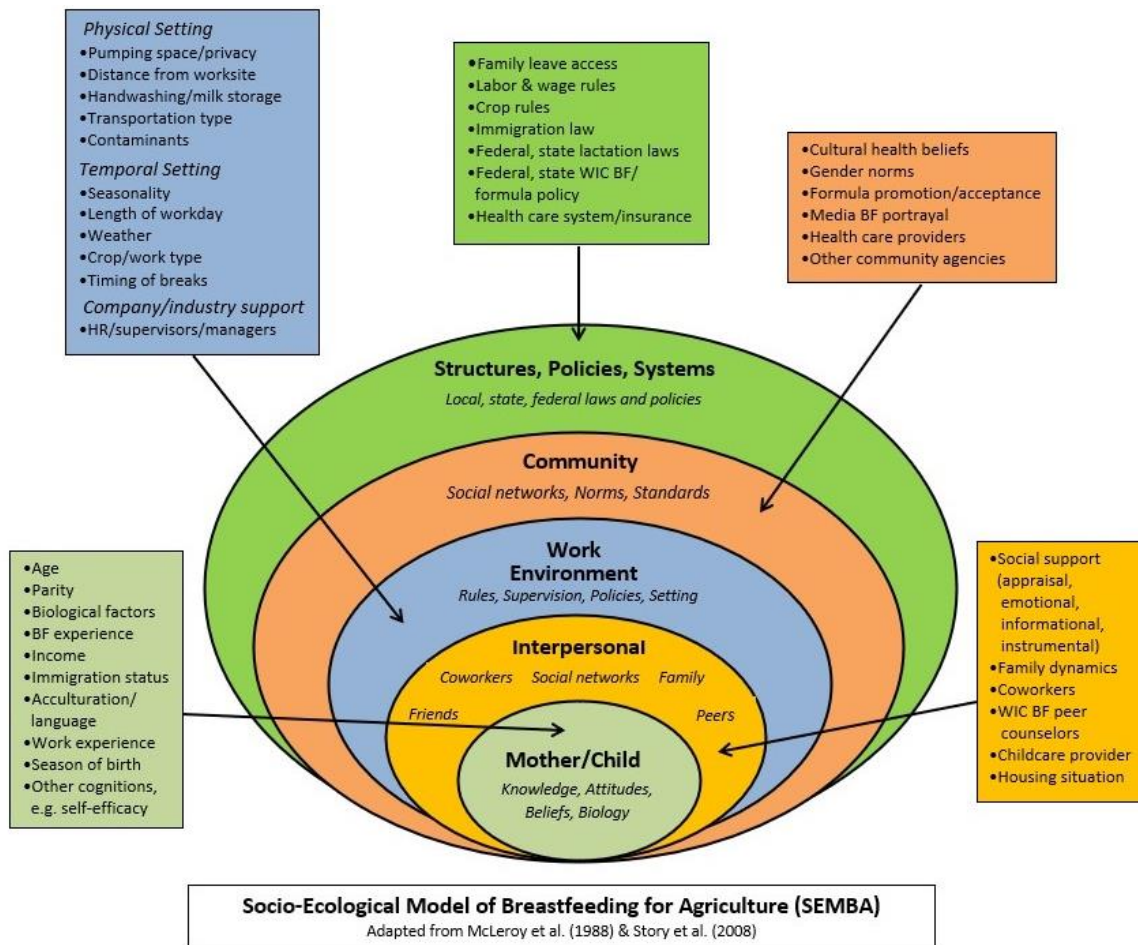 Physical Setting
•Pumping space/privacy
•Distance from worksite
•Handwashing/milk storage
•Transportation type
•Contaminants
Temporal Setting
•Seasonality
•Length of workday
•Weather
•Crop/work type
•Timing of breaks
Company/industry support
•HR/supervisors/managers
•Family leave access
•Labor & wage rules
•Crop rules
•Immigration law
•Federal, state lactation laws
•Federal, state WIC BF/
formula policy
•Health care system/insurance
•Cultural health beliefs
•Gender norms
•Formula promotion/acceptance
•Media BF portrayal
•Health care providers
•Other community agencies
Structures, Policies, Systems
Local, state, federal laws and policies
Community
Social networks, Norms, Standards
Work
Environment
Rules, Supervision, Policies, Setting
Interpersonal
Coworkers Social networks Family
Friends Peers
Mother/Child
Knowledge, Attitudes,
Beliefs, Biology
•Age
•Parity
•Biological factors
•BF experience
•Income
•Immigration status
•Acculturation/
language
•Work experience
•Season of birth
•Other cognitions,
e.g. self-efficacy
•Social support
(appraisal,
emotional,
informational,
instrumental)
•Family dynamics
•Coworkers
•WIC BF peer
counselors
•Childcare provider
•Housing situation
Socio-Ecological Model of Breastfeeding for Agriculture (SEMBA)
Adapted from McLeroy et al. (1988) & Story et al. (2008)